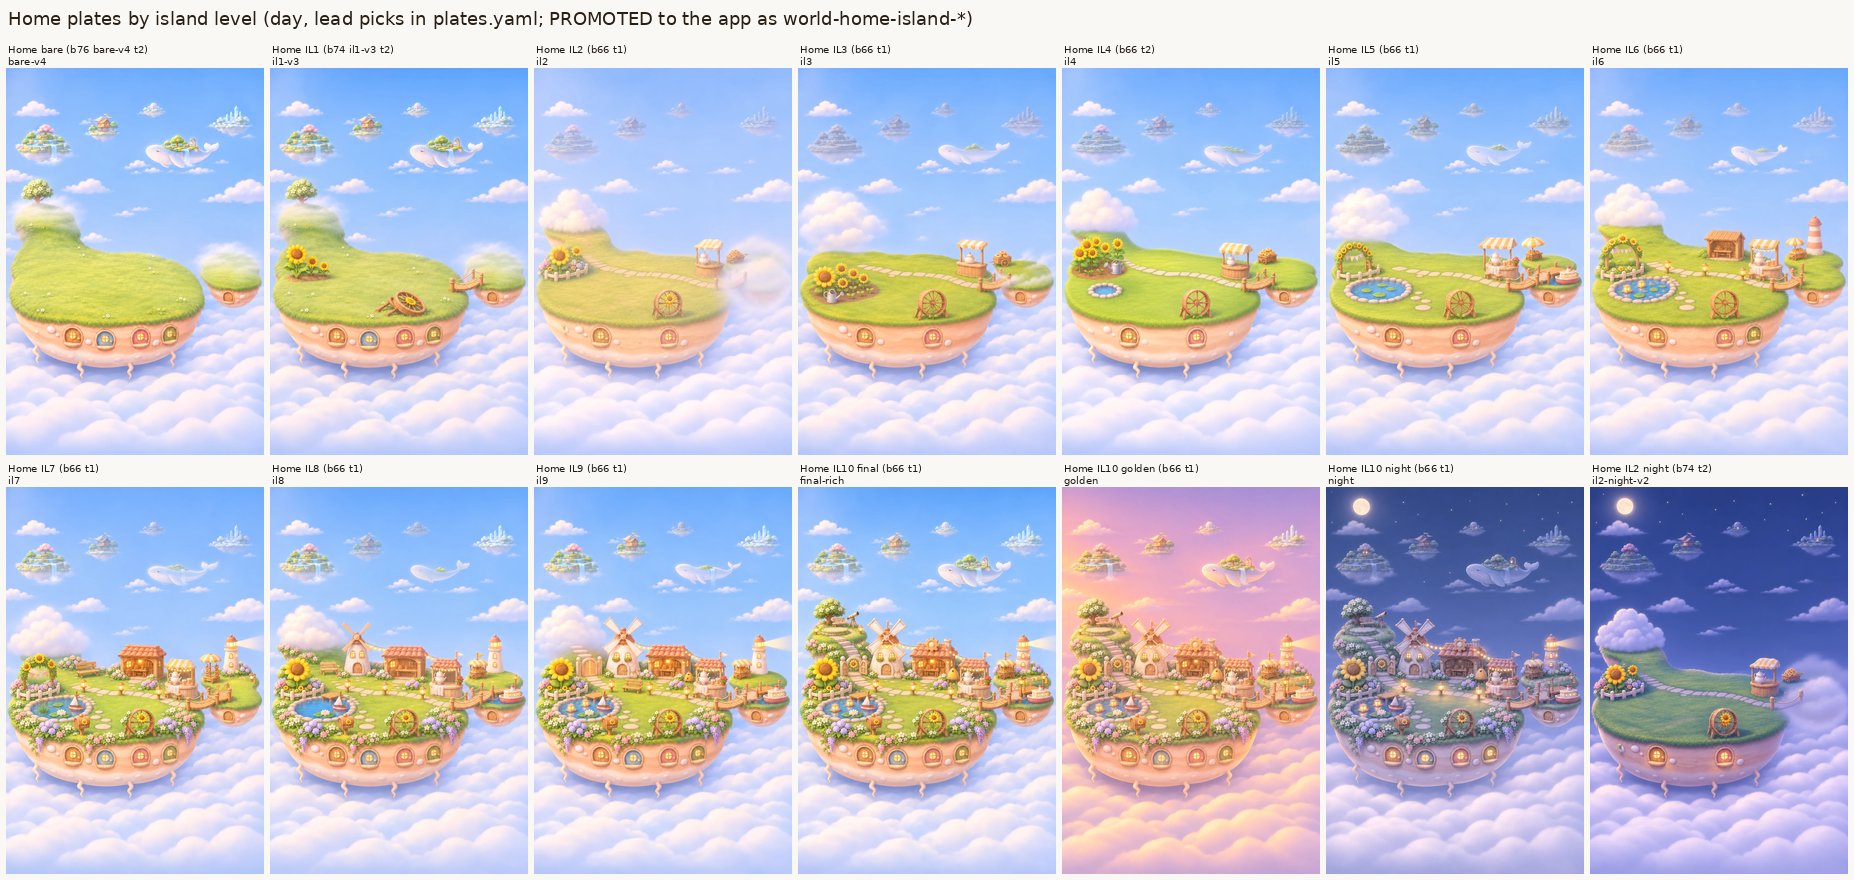 Home plates by island level (day, lead picks in plates.yaml; PROMOTED to the app as world-home-island-*)
Home bare (b76 bare-v4 t2)
bare-v4
Home IL1 (b74 il1-v3 t2)
il1-v3
Home IL2 (b66 t1)
il2
Home IL3 (b66 t1)
il3
Home IL4 (b66 t2)
il4
Home IL5 (b66 t1)
il5
Home IL6 (b66 t1)
il6
Home IL7 (b66 t1)
il7
Home IL8 (b66 t1)
il8
Home IL9 (b66 t1)
il9
Home IL10 final (b66 t1)
final-rich
Home IL10 golden (b66 t1)
golden
Home IL10 night (b66 t1)
night
Home IL2 night (b74 t2)
il2-night-v2